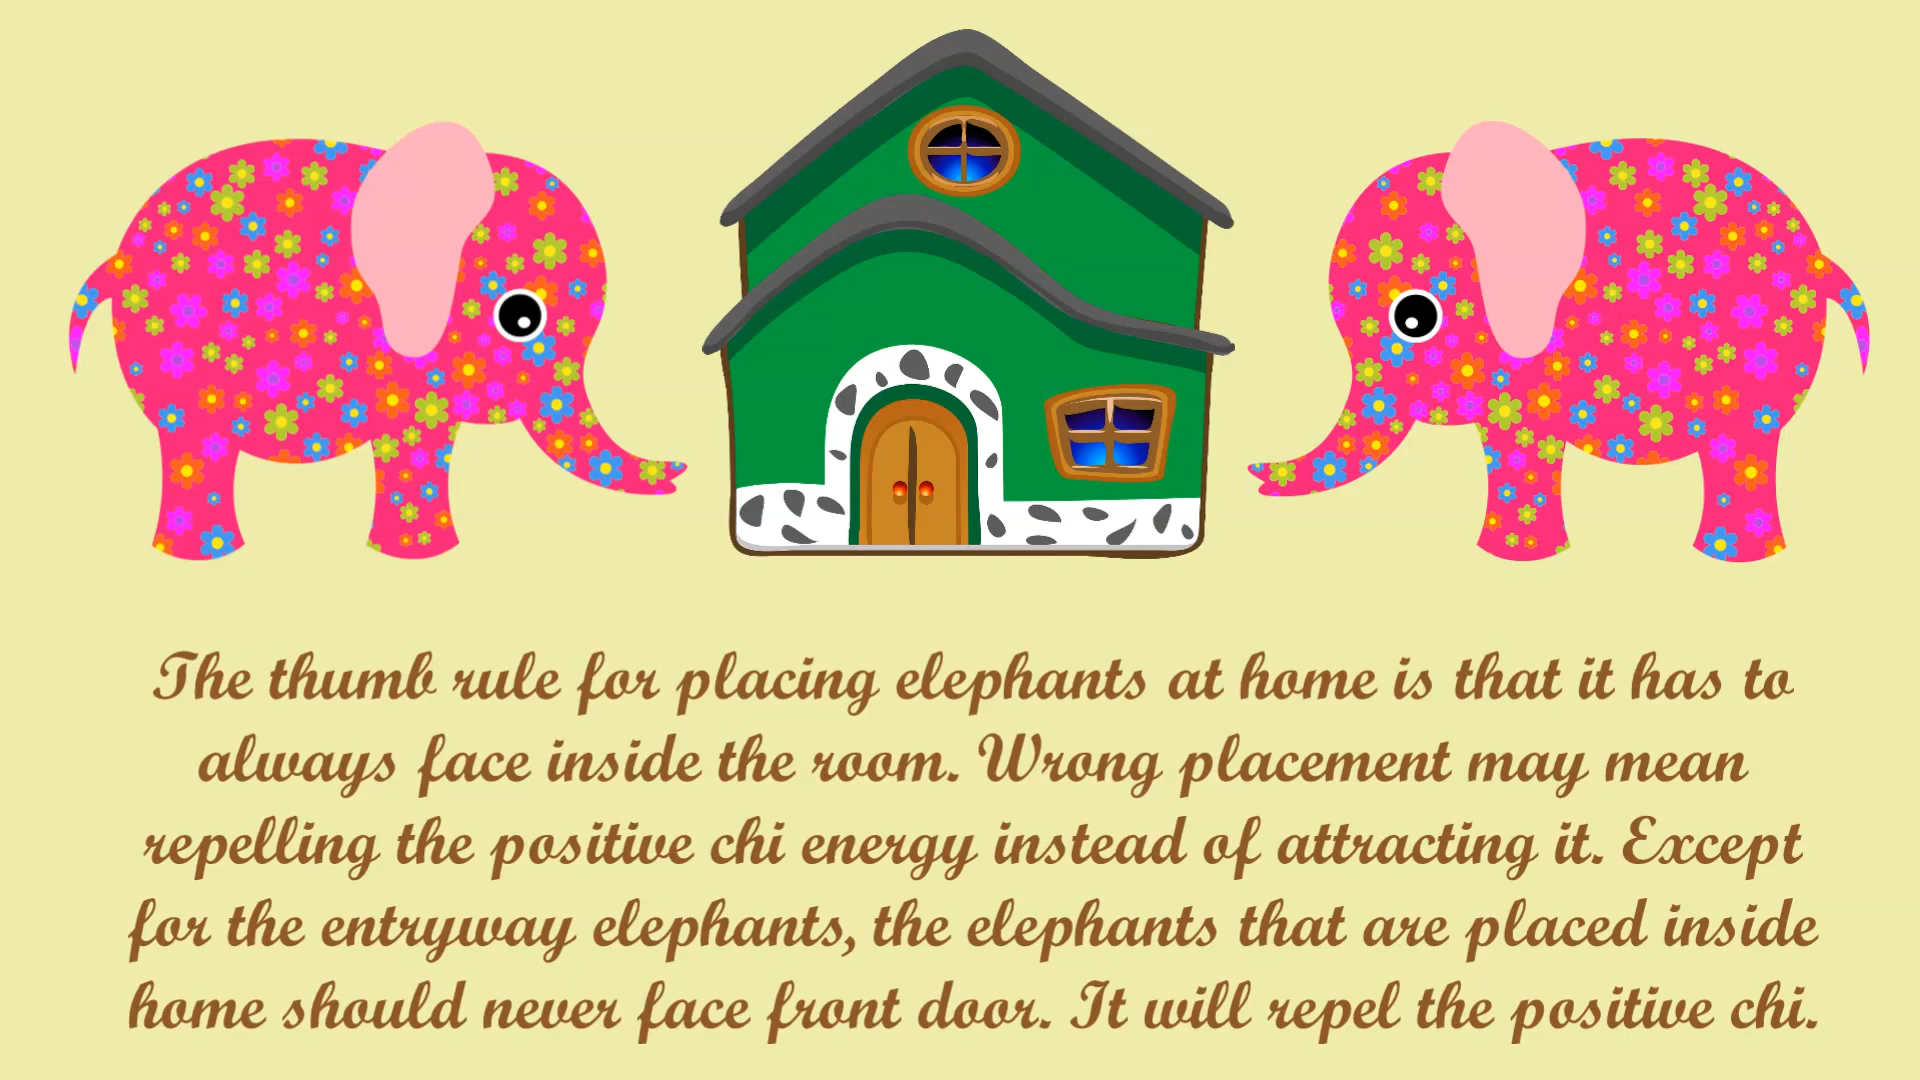 The thumb rule for placing elephants at home is that it has to
always face inside the room. Wrong placement may mean
repelling the positive chi energy instead of attracting it. Except
for the entryway elephants, the elephants that are placed inside
home should never face front door. It will repel the positive chi.